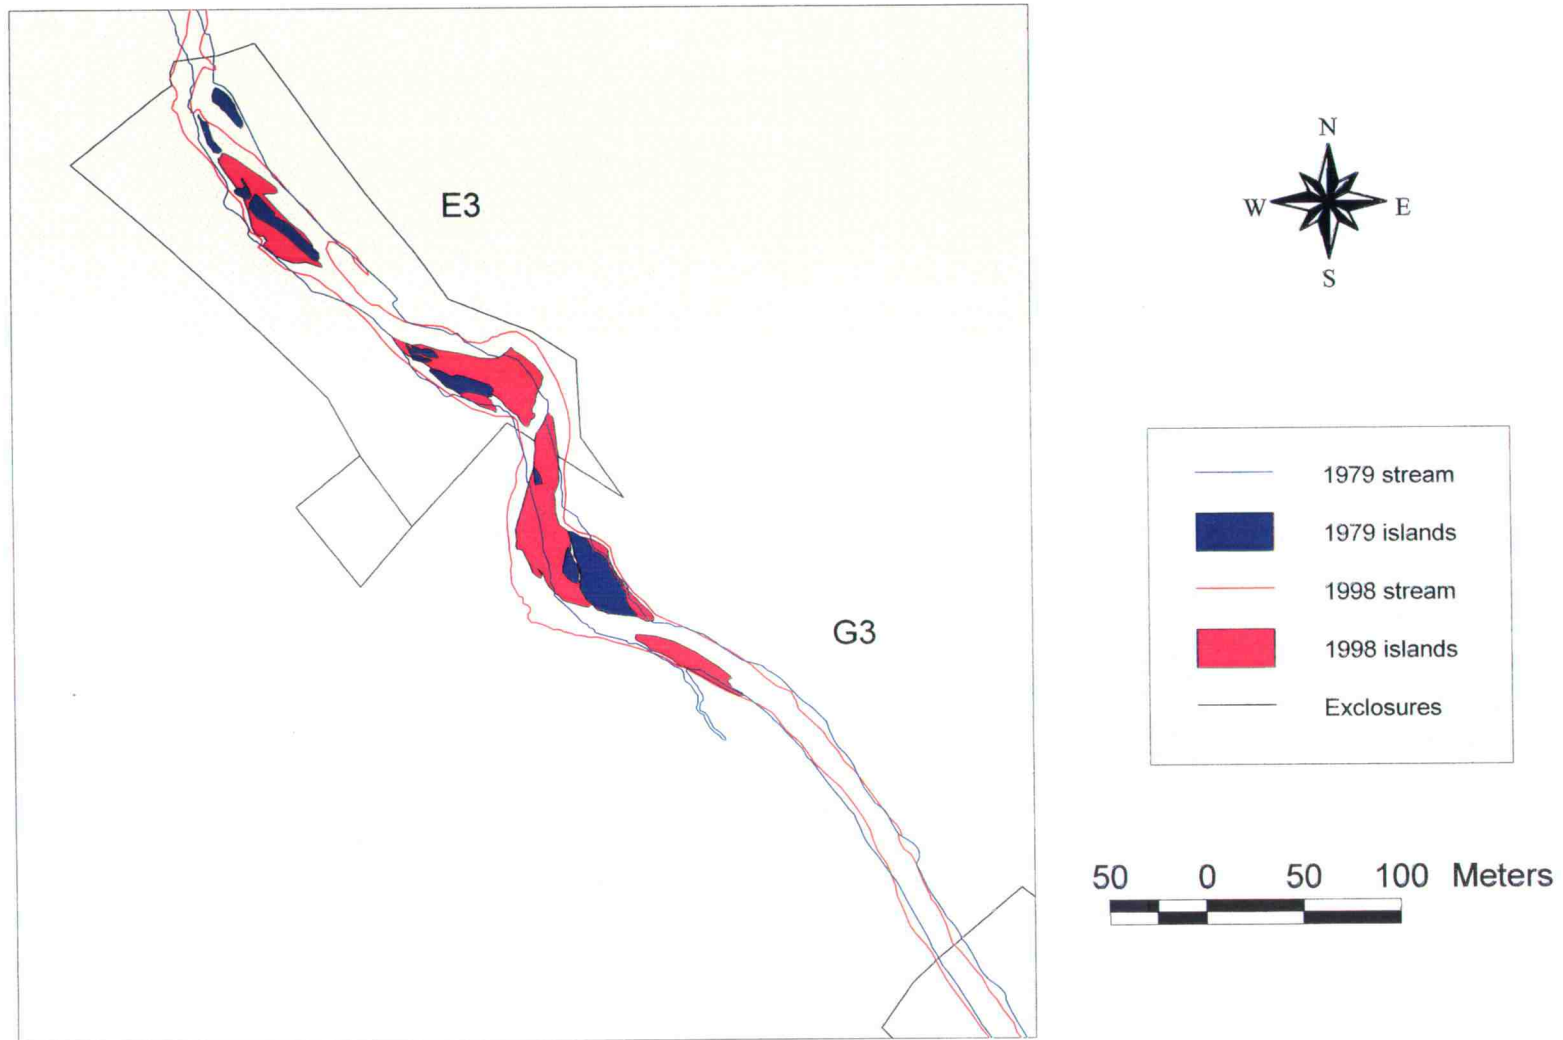 E3
G3
N
W E
S
1979 stream
1979 islands
1998 stream
1998 islands
Exclosures
50 0 50 100 Meters